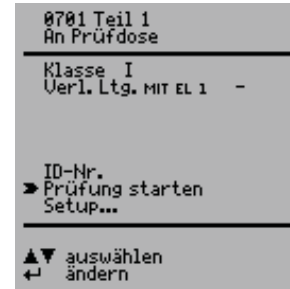 0701 Teil 1
An Prüfdose
Klasse I
Verl. Ltg. MIT EL 1 -
ID-Nr.
Prüfung starten
Setup...
▲▼ auswählen
↵ ändern